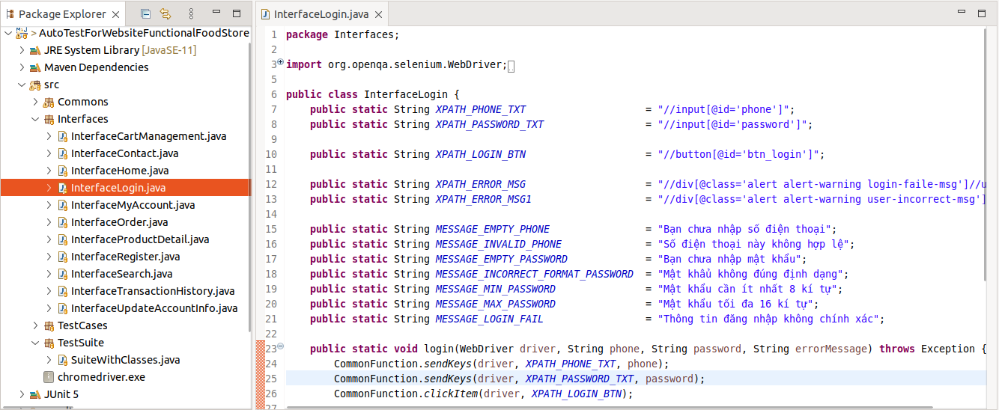 Package Explorer
> AutoTestForWebsiteFunctionalFoodStore
JRE System Library [JavaSE-11]
Maven Dependencies
src
Commons
Interfaces
InterfaceCartManagement.java
InterfaceContact.java
InterfaceHome.java
InterfaceLogin.java
InterfaceMyAccount.java
InterfaceOrder.java
InterfaceProductDetail.java
InterfaceRegister.java
InterfaceSearch.java
InterfaceTransactionHistory.java
InterfaceUpdateAccountInfo.java
TestCases
TestSuite
SuiteWithClasses.java
chromedriver.exe
JUnit 5
InterfaceLogin.java
1 package Interfaces;
2
3 import org.openqa.selenium.WebDriver;
5
6 public class InterfaceLogin {
7 public static String XPATH_PHONE_TXT = "//input[@id='phone']";
8 public static String XPATH_PASSWORD_TXT = "//input[@id='password']";
9
10 public static String XPATH_LOGIN_BTN = "//button[@id='btn_login']";
11
12 public static String XPATH_ERROR_MSG = "//div[@class='alert alert-warning login-faile-msg']//u
13 public static String XPATH_ERROR_MSG1 = "//div[@class='alert alert-warning user-incorrect-msg']
14
15 public static String MESSAGE_EMPTY_PHONE = "Bạn chưa nhập số điện thoại";
16 public static String MESSAGE_INVALID_PHONE = "Số điện thoại này không hợp lệ";
17 public static String MESSAGE_EMPTY_PASSWORD = "Bạn chưa nhập mật khẩu";
18 public static String MESSAGE_INCORRECT_FORMAT_PASSWORD = "Mật khẩu không đúng định dạng";
19 public static String MESSAGE_MIN_PASSWORD = "Mật khẩu cần ít nhất 8 kí tự";
20 public static String MESSAGE_MAX_PASSWORD = "Mật khẩu tối đa 16 kí tự";
21 public static String MESSAGE_LOGIN_FAIL = "Thông tin đăng nhập không chính xác";
22
23 public static void login(WebDriver driver, String phone, String password, String errorMessage) throws Exception {
24 CommonFunction.sendKeys(driver, XPATH_PHONE_TXT, phone);
25 CommonFunction.sendKeys(driver, XPATH_PASSWORD_TXT, password);
26 CommonFunction.clickItem(driver, XPATH_LOGIN_BTN);
27